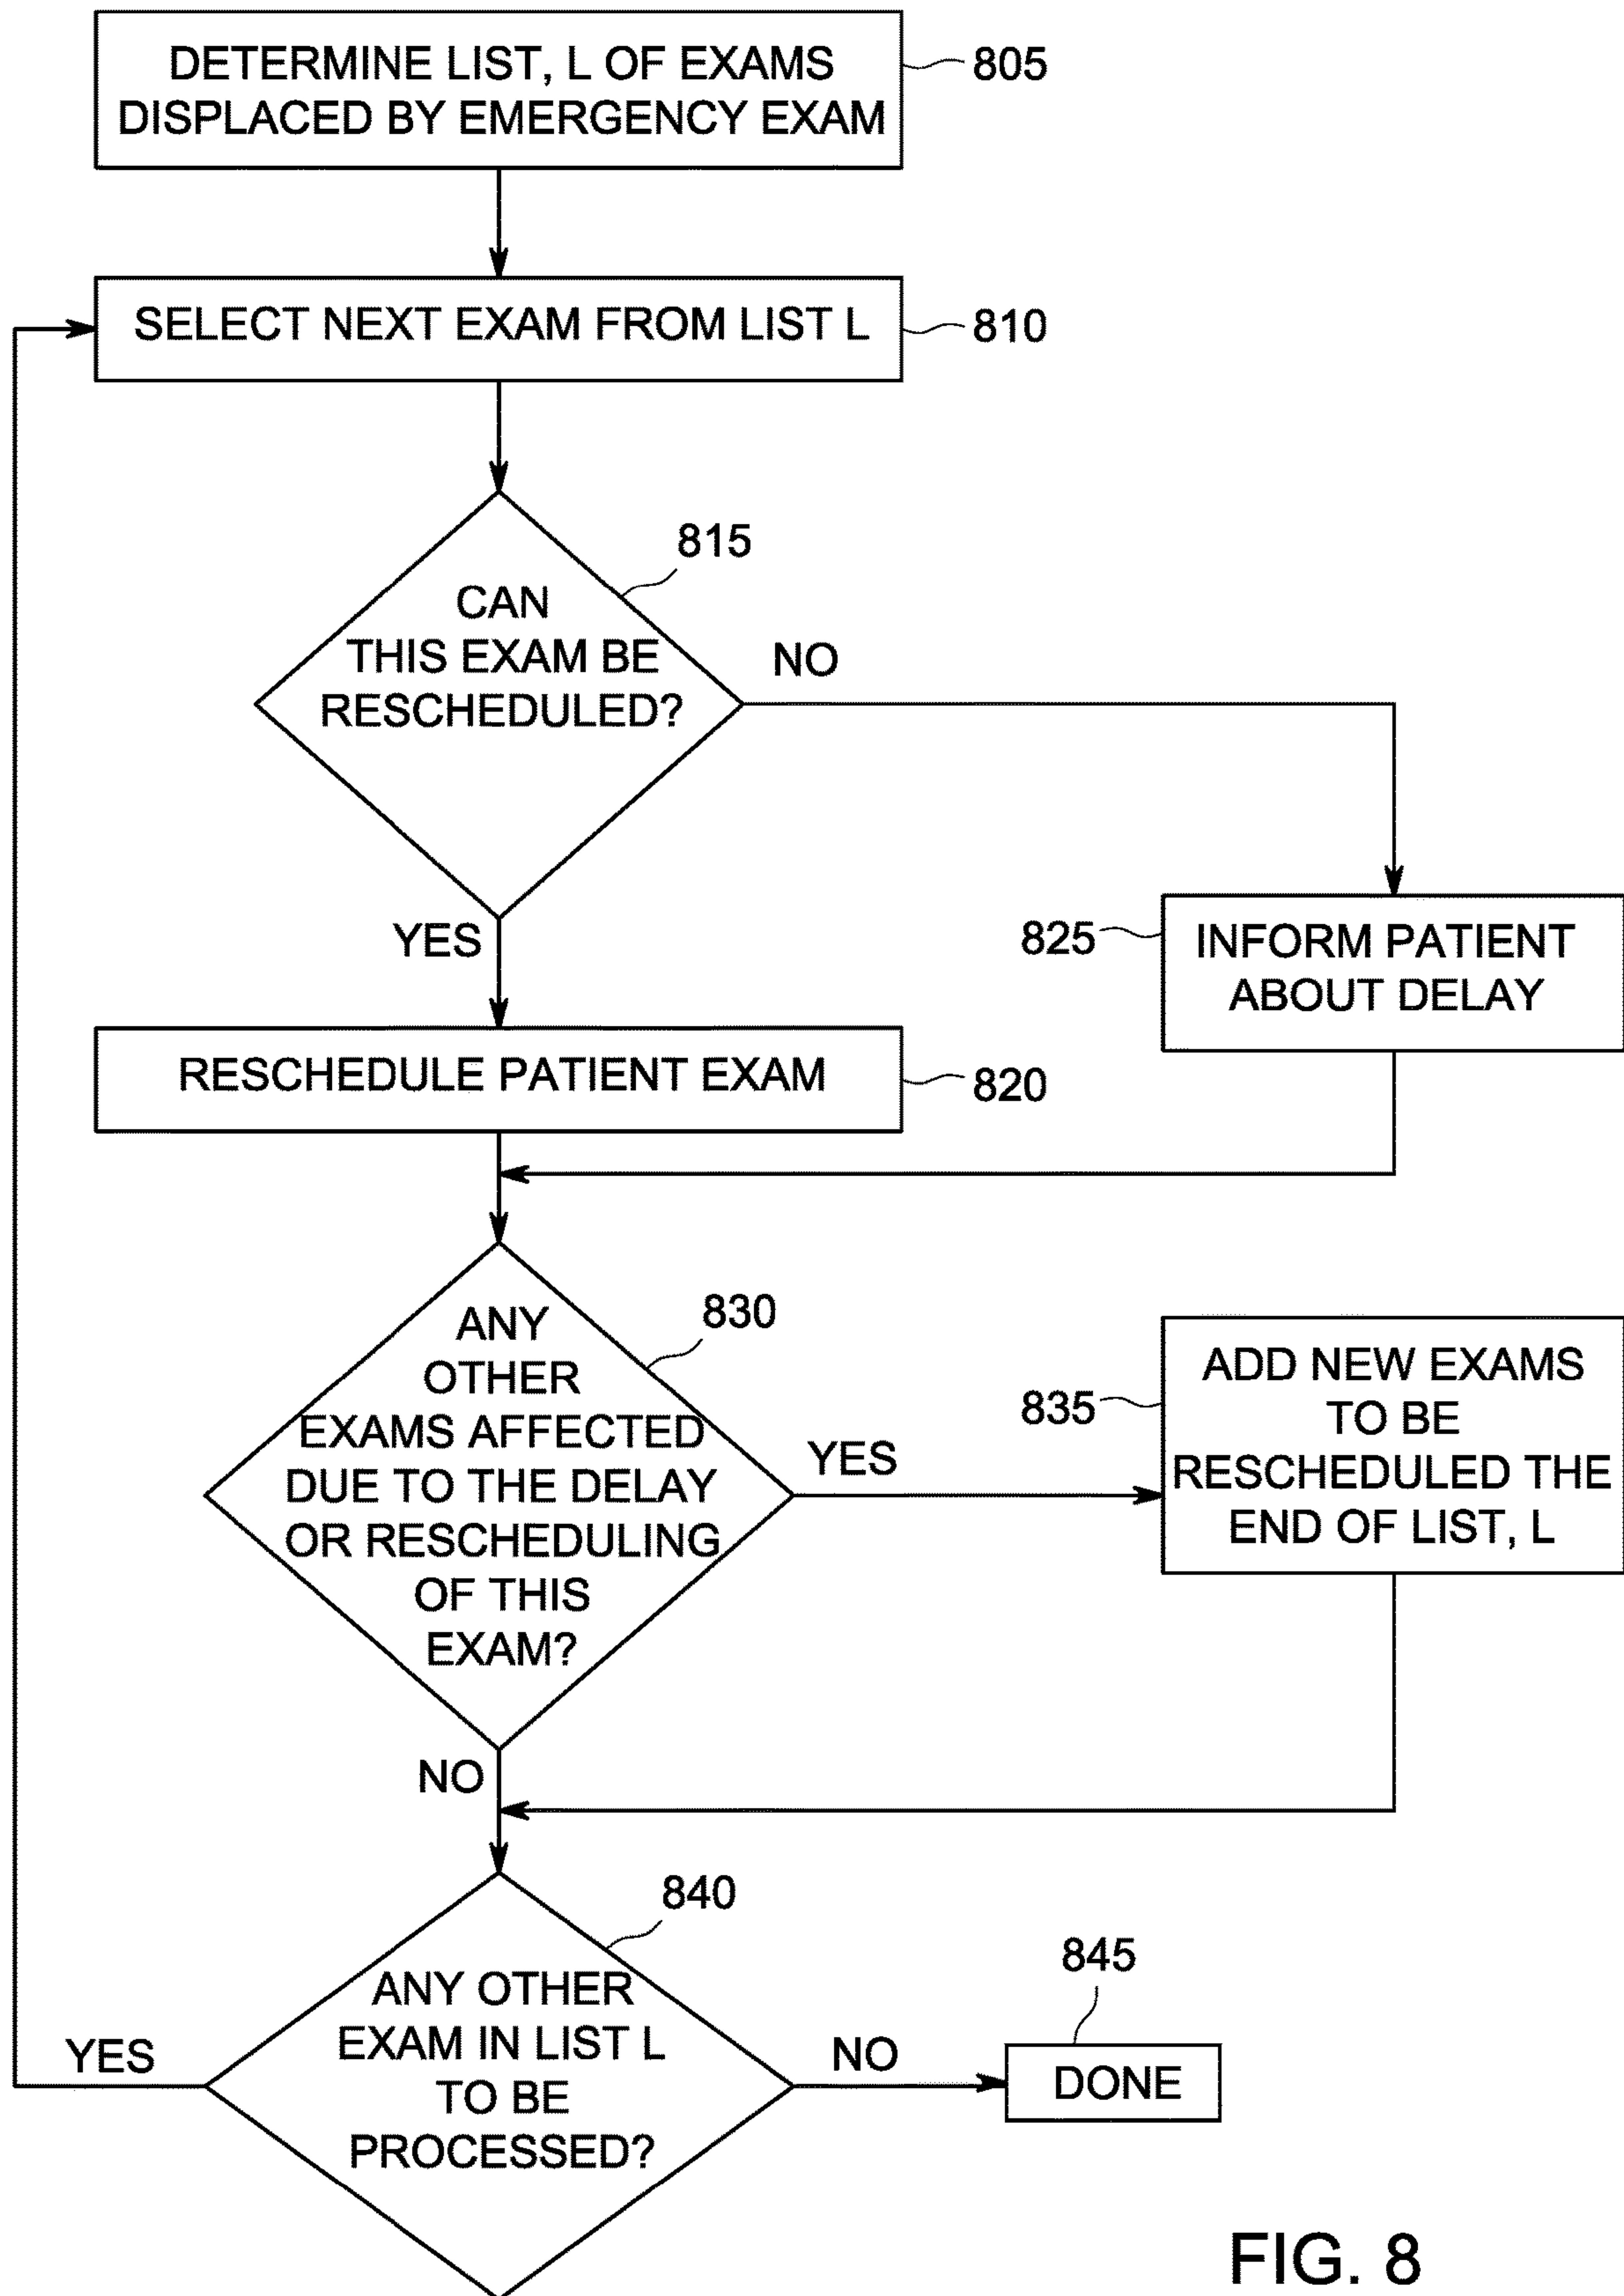 DETERMINE LIST, L OF EXAMS
DISPLACED BY EMERGENCY EXAM
805
SELECT NEXT EXAM FROM LIST L
810
815
CAN
THIS EXAM BE
RESCHEDULED?
NO
YES
825
INFORM PATIENT
ABOUT DELAY
RESCHEDULE PATIENT EXAM
820
830
ANY
OTHER
EXAMS AFFECTED
DUE TO THE DELAY
OR RESCHEDULING
OF THIS
EXAM?
YES
835
ADD NEW EXAMS
TO BE
RESCHEDULED THE
END OF LIST, L
NO
840
ANY OTHER
EXAM IN LIST L
TO BE
PROCESSED?
YES
NO
845
DONE
FIG. 8